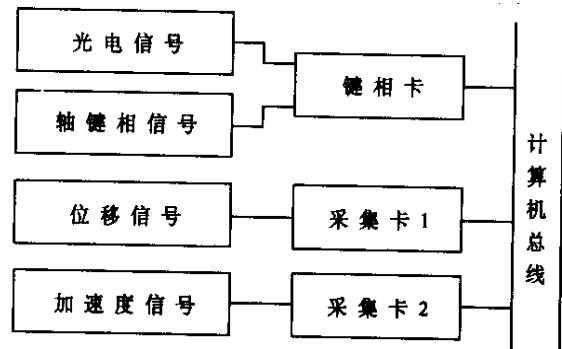 光电信号
键相卡
轴键相信号
位移信号
采集卡1
加速度信号
采集卡2
计算机总线